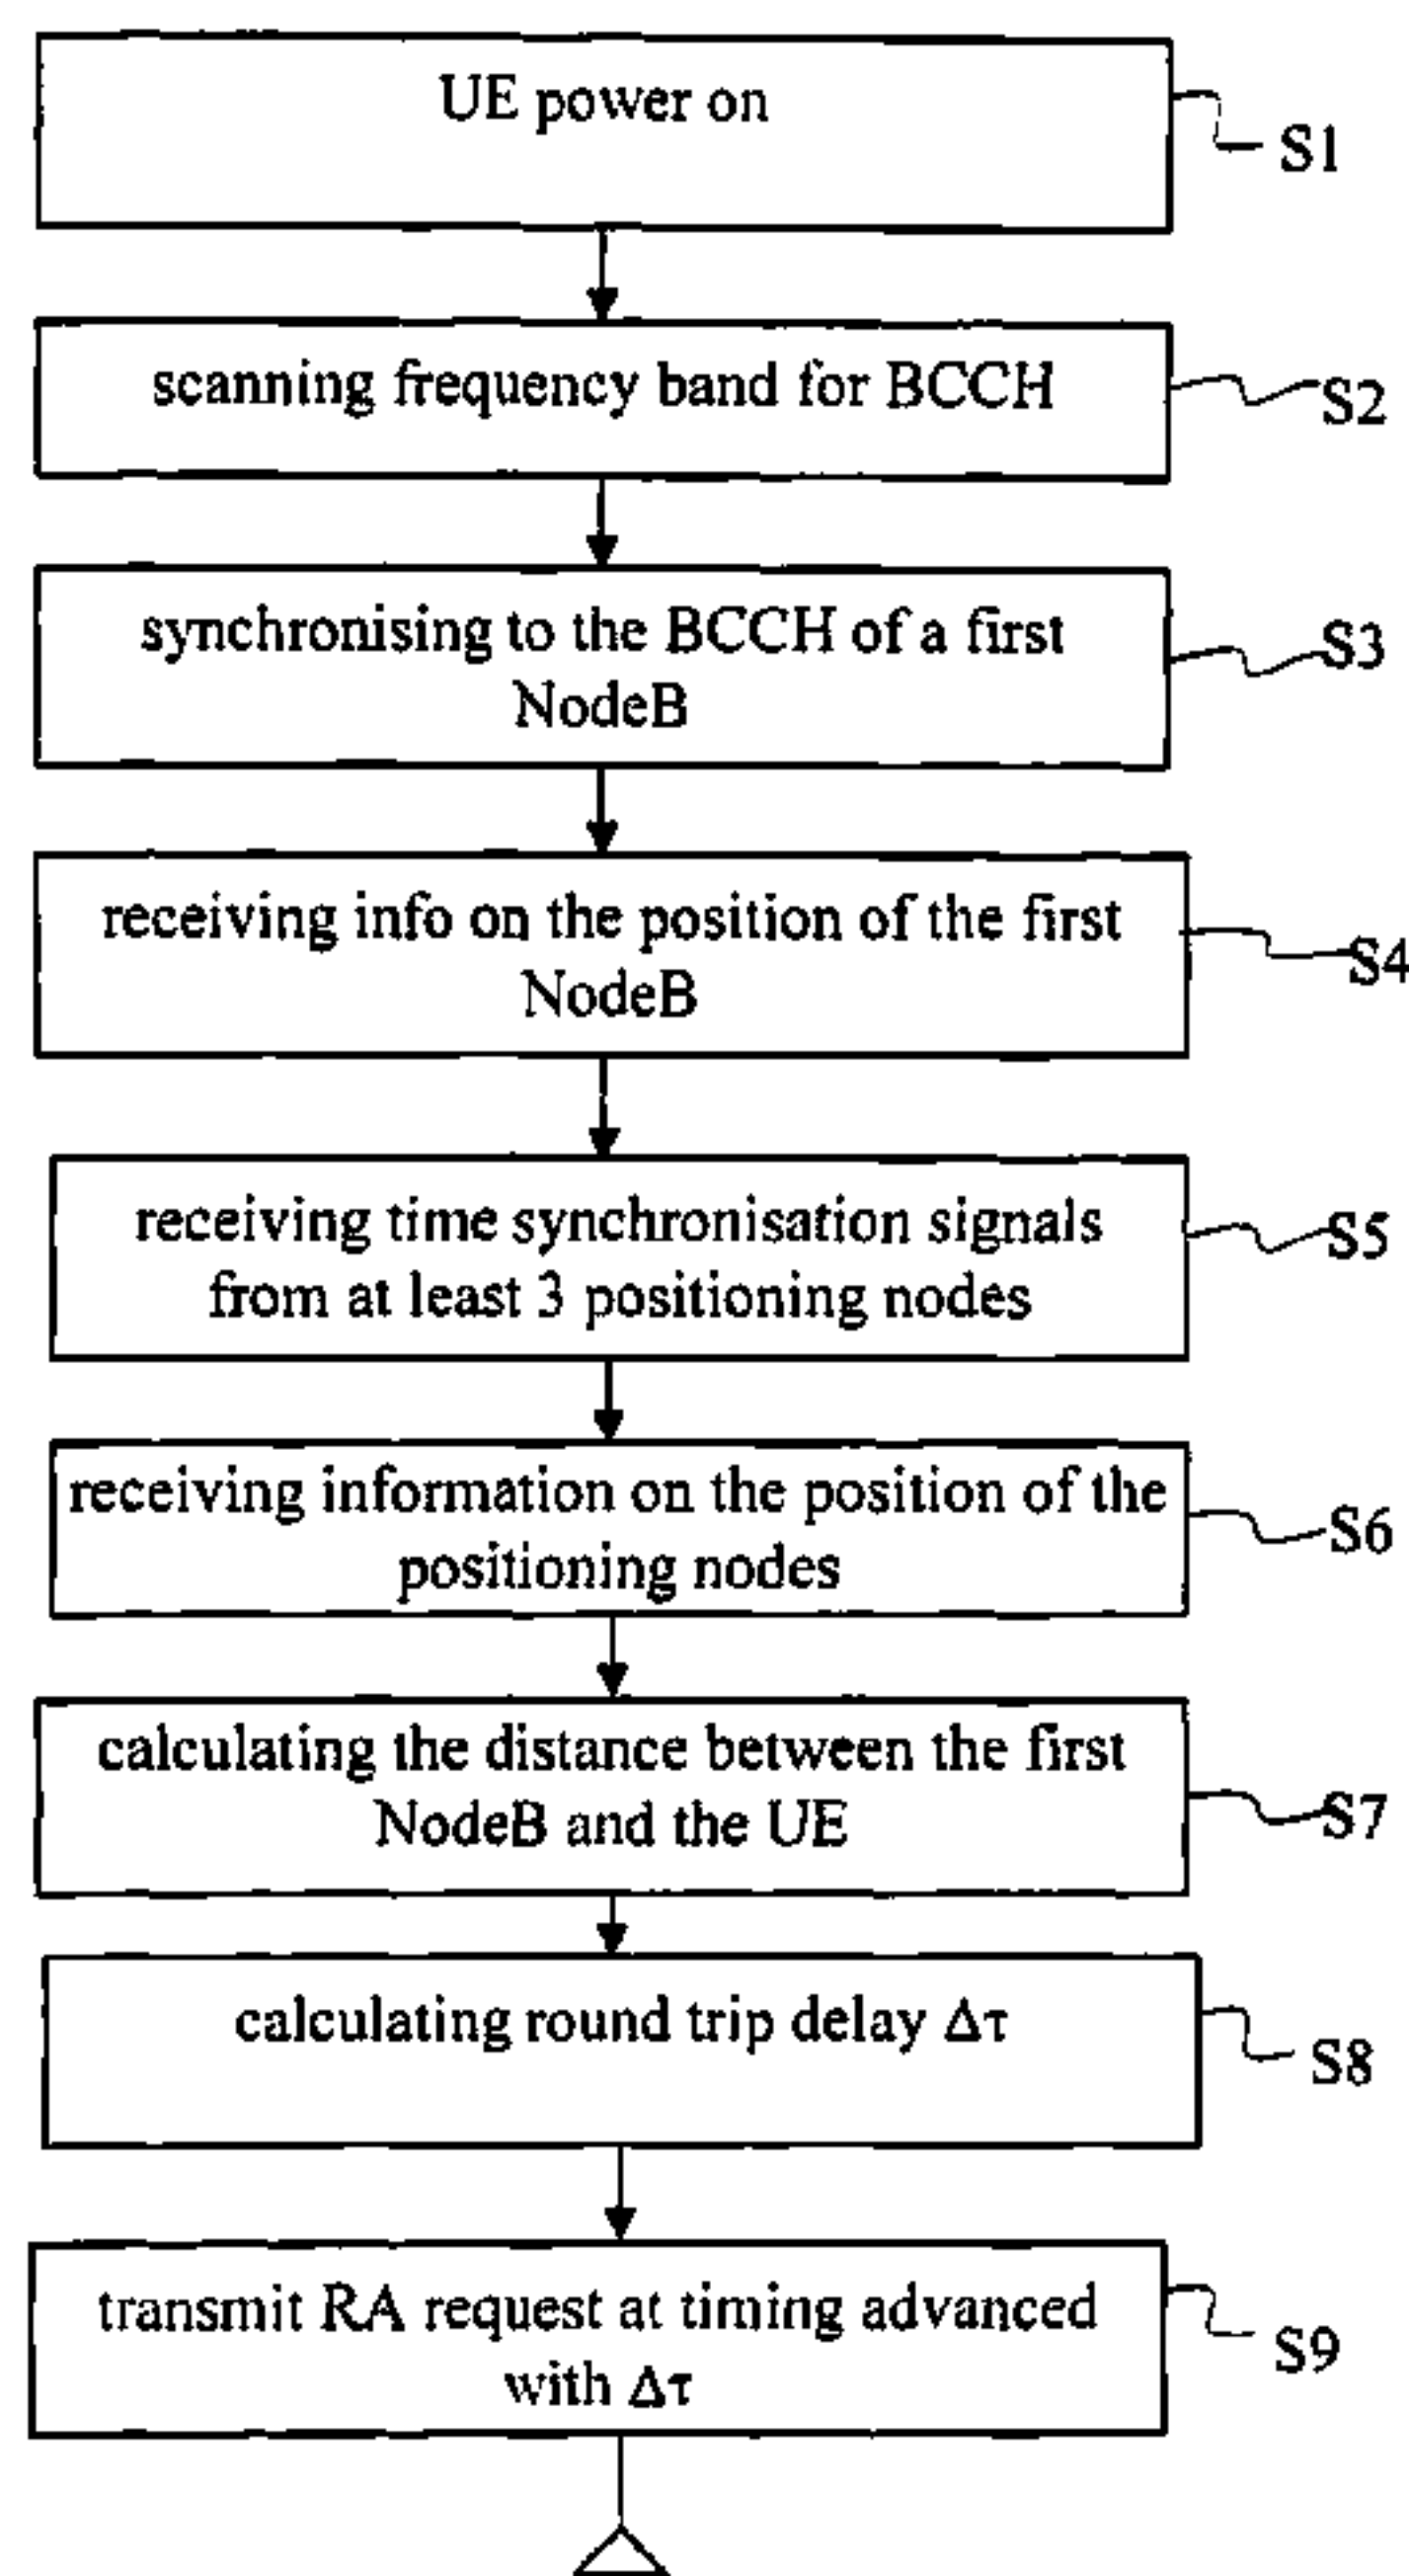 UE power on
S1
scanning frequency band for BCCH
S2
synchronising to the BCCH of a first
NodeB
S3
receiving info on the position of the first
NodeB
S4
receiving time synchronisation signals
from at least 3 positioning nodes
S5
receiving information on the position of the
positioning nodes
S6
calculating the distance between the first
NodeB and the UE
S7
calculating round trip delay Δτ
S8
transmit RA request at timing advanced
with Δτ
S9